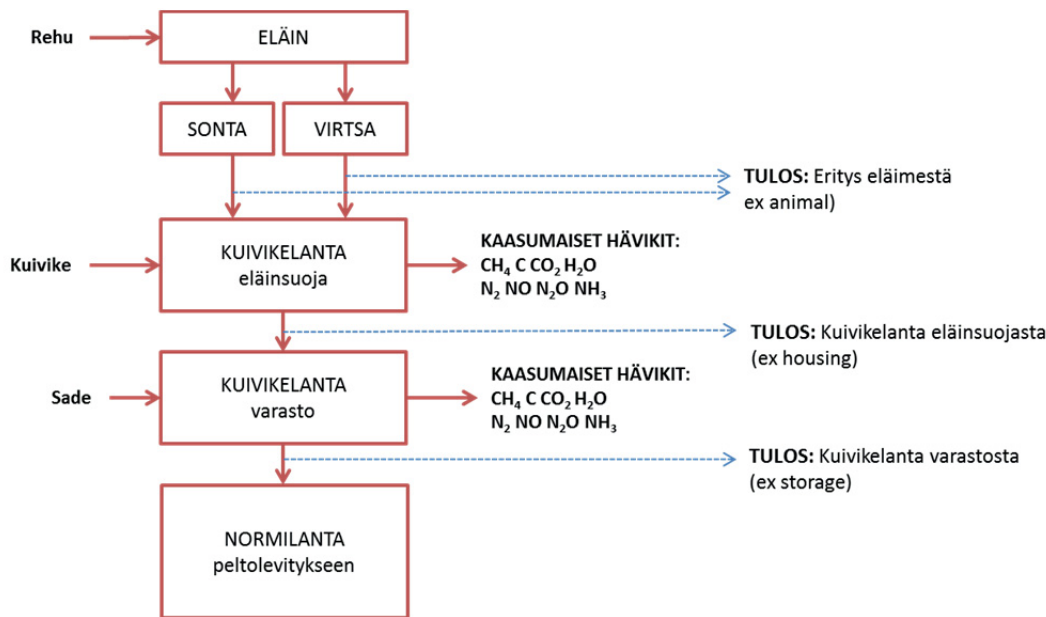 Rehu
ELÄIN
SONTA
VIRTSA
TULOS: Eritys eläimestä
ex animal)
Kuivike
KUIVIKELANTA
eläinsuoja
KAASUMAISET HÄVIKIT:
CH₄ C CO₂ H₂O
N₂ NO N₂O NH₃
TULOS: Kuivikelanta eläinsuojasta
(ex housing)
Sade
KUIVIKELANTA
varasto
KAASUMAISET HÄVIKIT:
CH₄ C CO₂ H₂O
N₂ NO N₂O NH₃
TULOS: Kuivikelanta varastosta
(ex storage)
NORMILANTA
peltolevitykseen